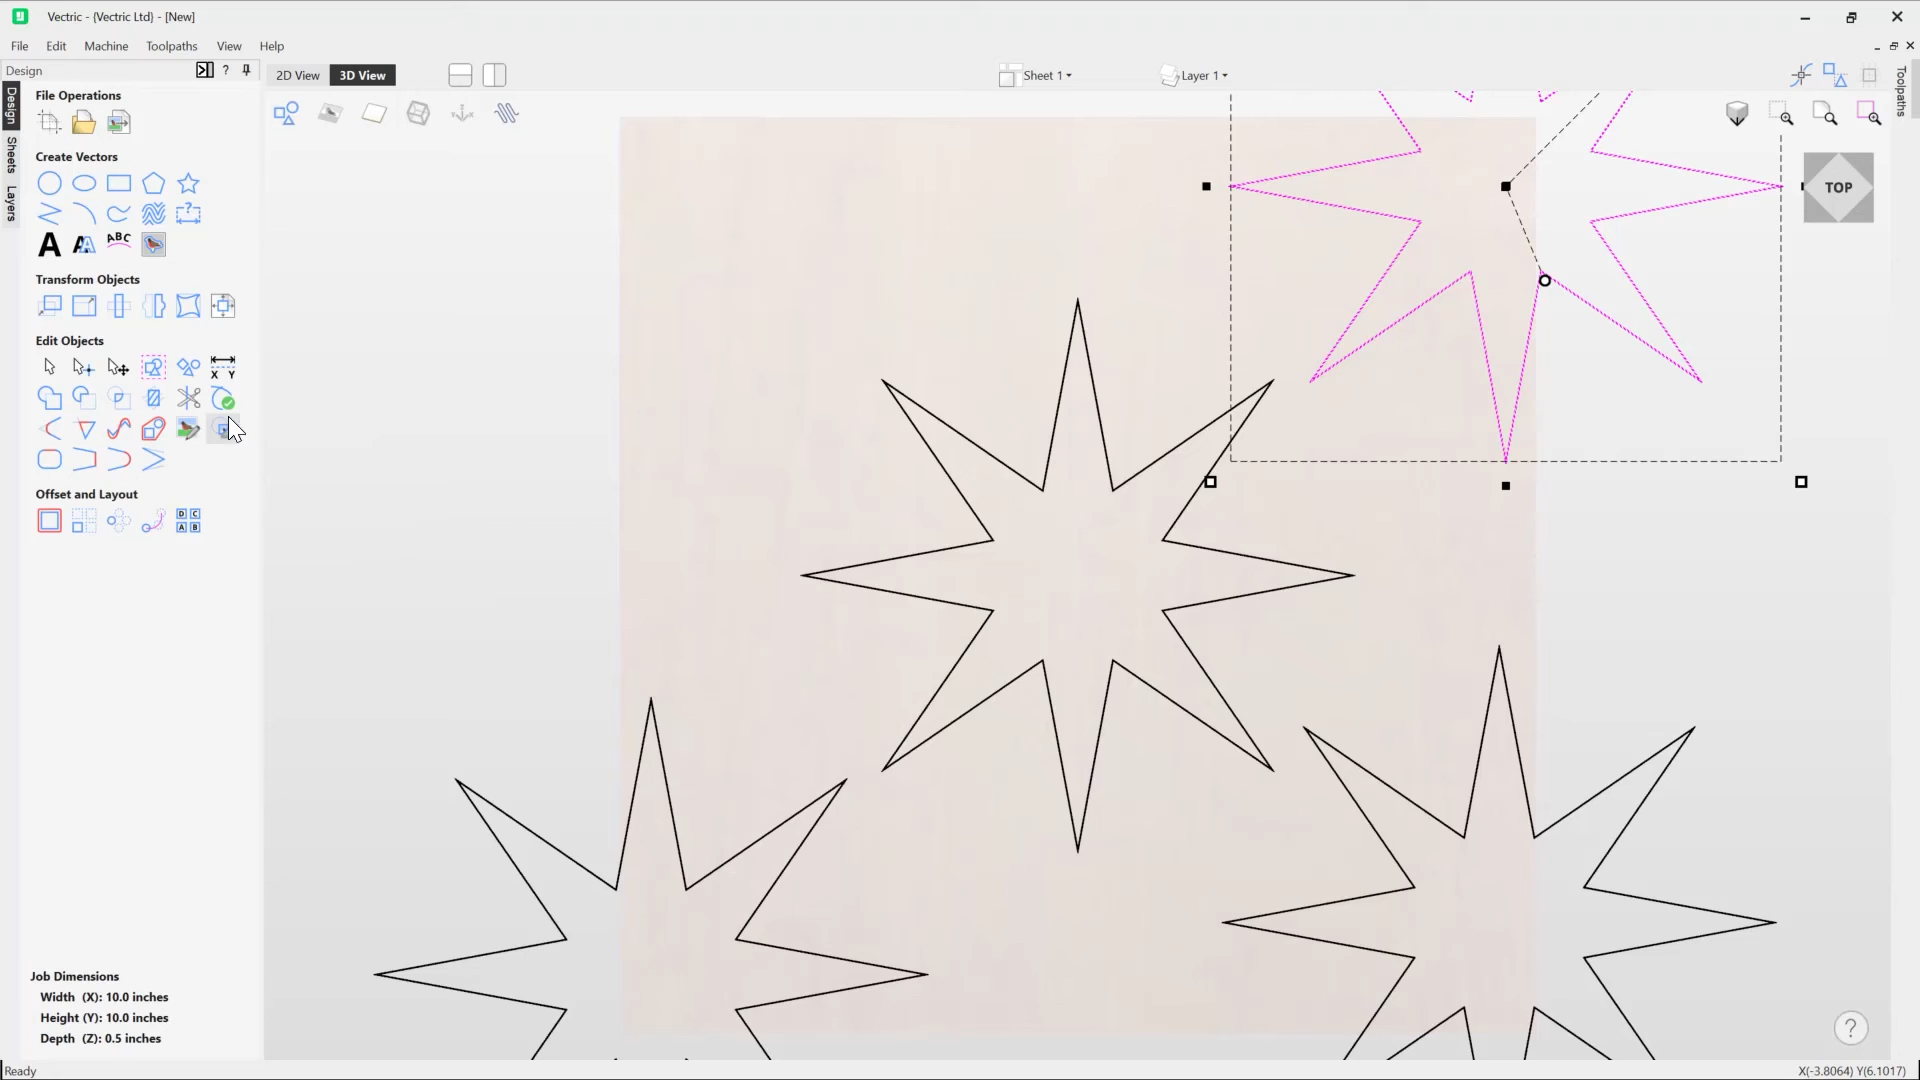 Vectric - {Vectric Ltd} - [New]
File Edit Machine Toolpaths View Help
Design ?
2D View 3D View Sheet 1 Layer 1
Design
Sheets
Layers
Toolpaths
File Operations
Create Vectors
A A ABC
Transform Objects
Edit Objects
X Y
Offset and Layout
D C
A B
TOP
Job Dimensions
Width (X): 10.0 inches
Height (Y): 10.0 inches
Depth (Z): 0.5 inches
?
Ready X(-3.8064) Y(6.1017)